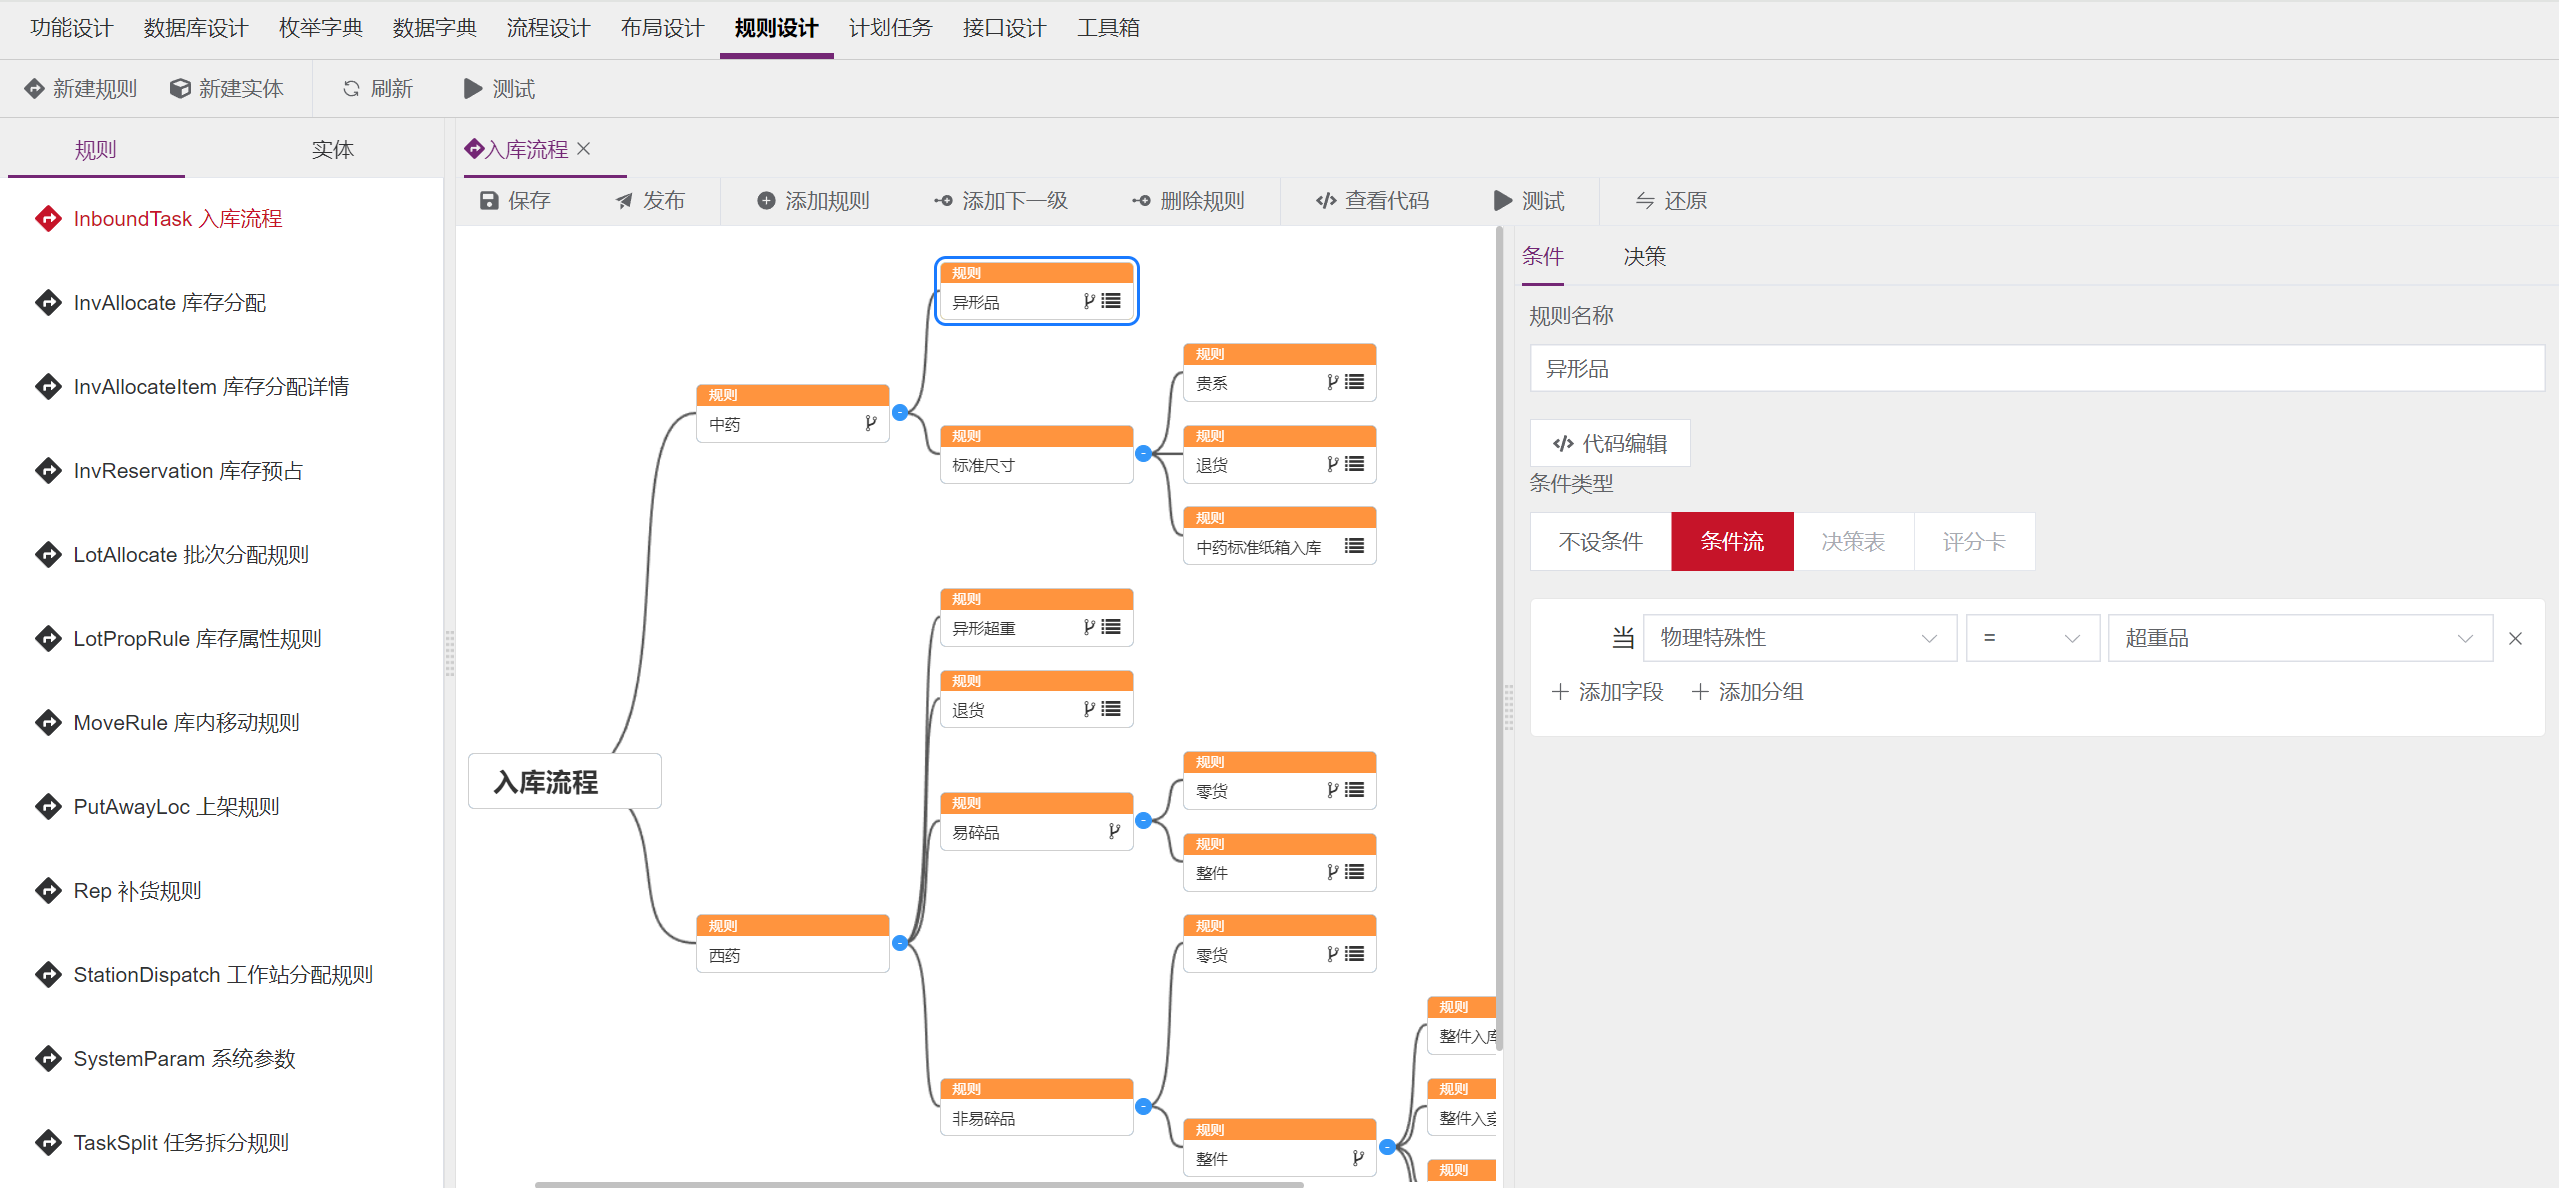 功能设计 数据库设计 枚举字典 数据字典 流程设计 布局设计 规则设计 计划任务 接口设计 工具箱
新建规则 新建实体 刷新 测试
规则 实体
InboundTask 入库流程
InvAllocate 库存分配
InvAllocateItem 库存分配详情
InvReservation 库存预占
LotAllocate 批次分配规则
LotPropRule 库存属性规则
MoveRule 库内移动规则
PutAwayLoc 上架规则
Rep 补货规则
StationDispatch 工作站分配规则
SystemParam 系统参数
TaskSplit 任务拆分规则
入库流程
保存 发布 添加规则 添加下一级 删除规则 查看代码 测试 还原
入库流程
规则
中药
规则
异形品
规则
标准尺寸
规则
贵系
规则
退货
规则
中药标准纸箱入库
规则
西药
规则
异形超重
规则
退货
规则
易碎品
规则
零货
规则
整件
规则
非易碎品
规则
零货
规则
整件
规则
整件入库
规则
整件入
规则
条件 决策
规则名称
异形品
代码编辑
条件类型
不设条件 条件流 决策表 评分卡
当 物理特殊性 = 超重品
添加字段 添加分组